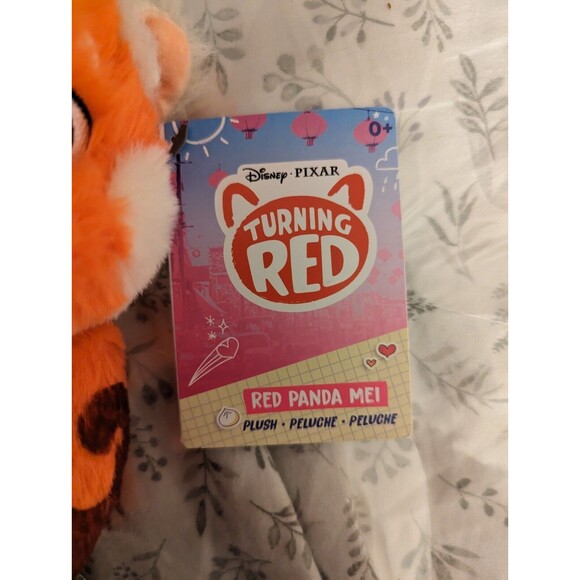 0+
Disney · PIXAR
TURNING
RED
RED PANDA MEI
PLUSH · PELUCHE · PELUCHE